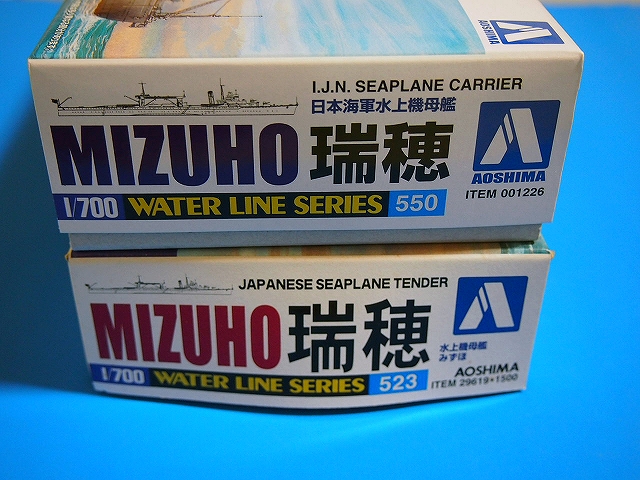 AOSHIMA
I.J.N. SEAPLANE CARRIER
日本海軍水上機母艦
MIZUHO 瑞穂
AOSHIMA
ITEM 001226
1/700 WATER LINE SERIES 550
JAPANESE SEAPLANE TENDER
MIZUHO 瑞穂
水上機母艦
みずほ
AOSHIMA
1/700 WATER LINE SERIES 523
ITEM 29619・1500